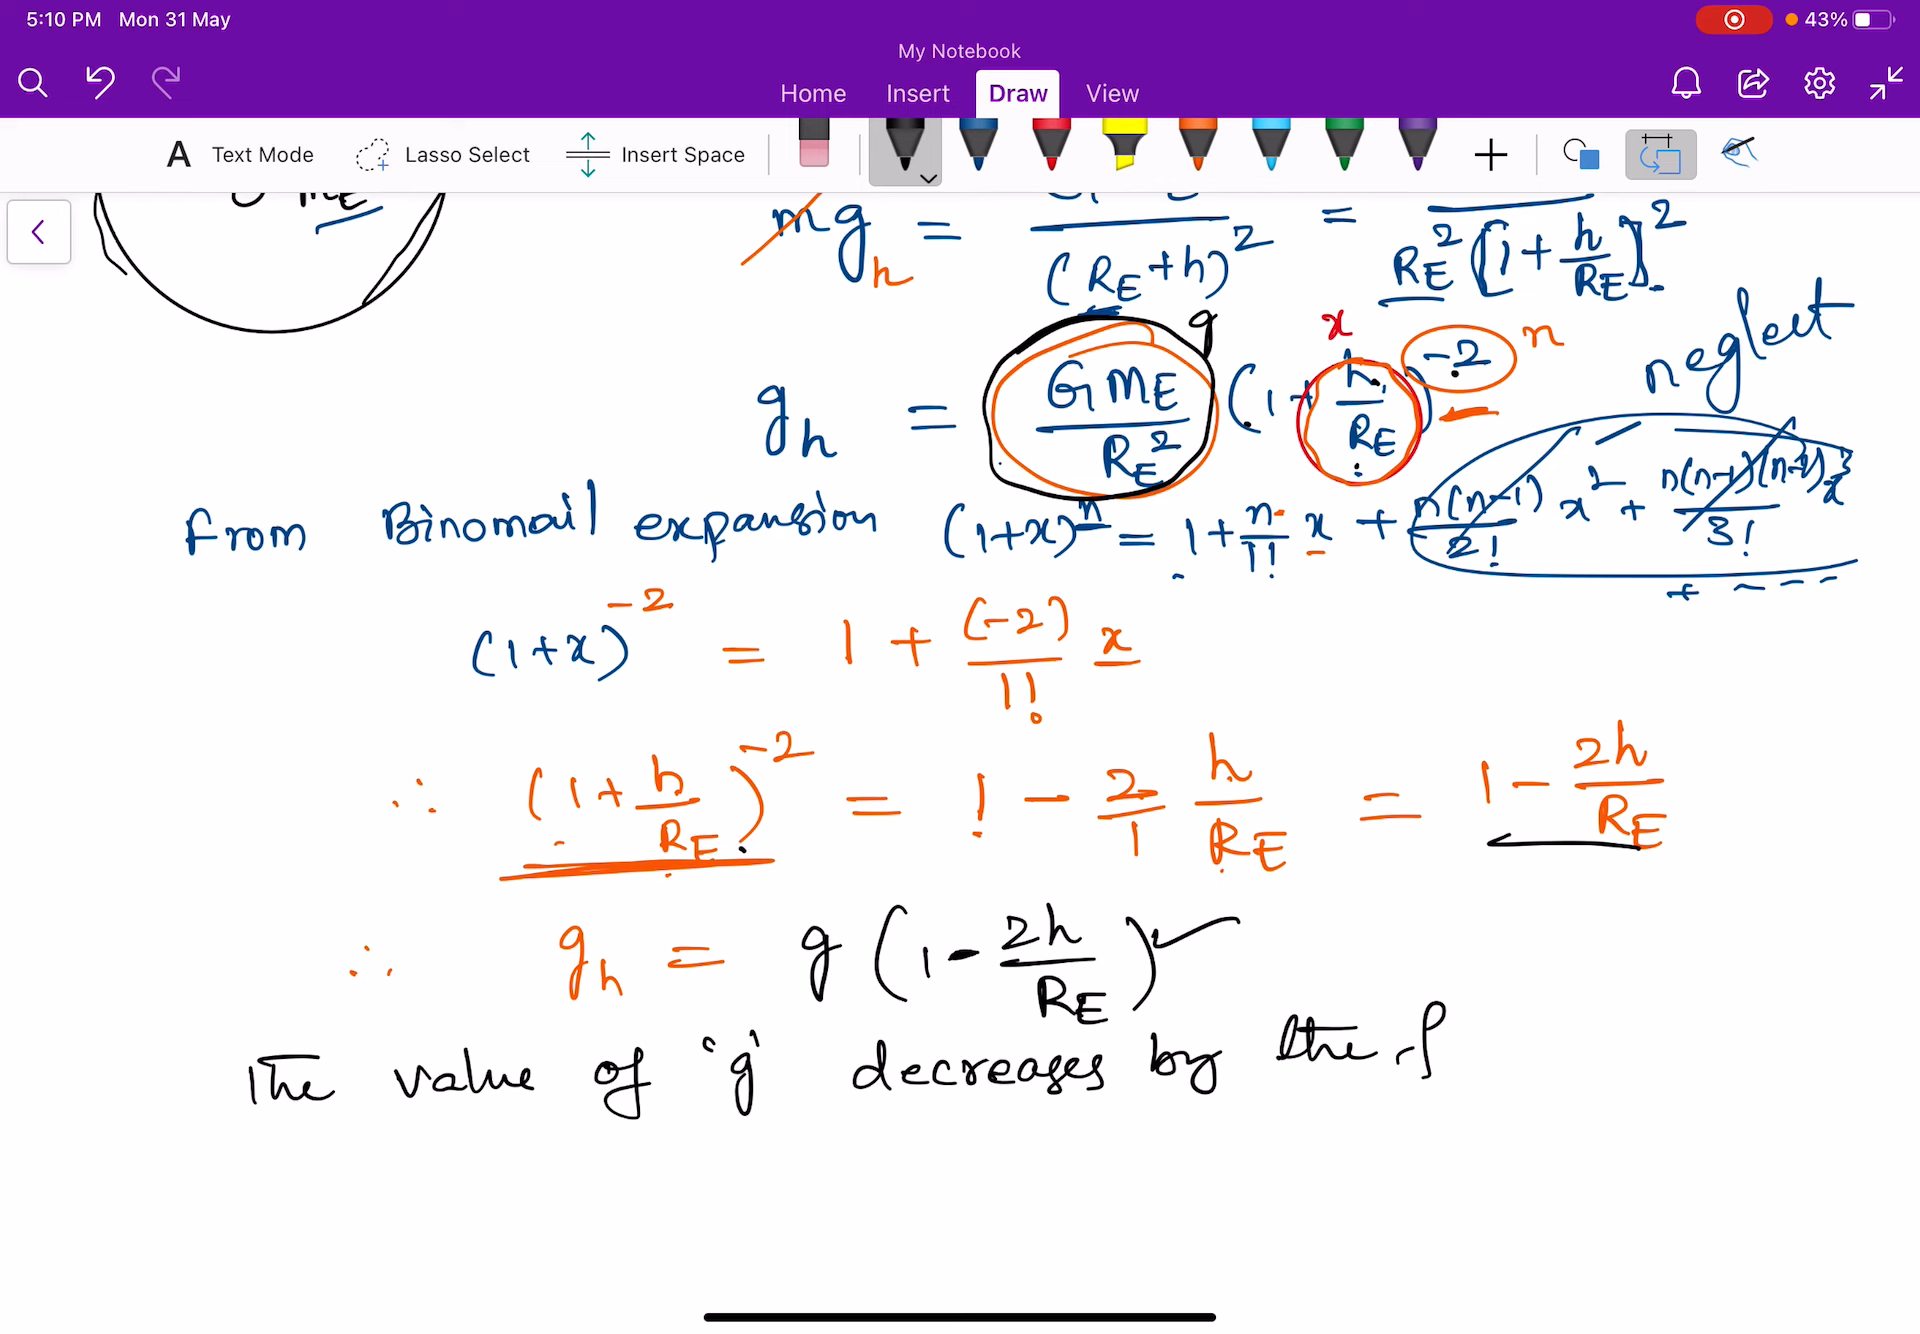 5:10 PM Mon 31 May
43%
My Notebook
Home Insert Draw View
A Text Mode Lasso Select Insert Space
mg_h = (R_E+h)^2 = R_E^2 [1+h/R_E]^2
neglect
g_h = GM_E/R_E^2 (1+h/R_E)^-2
g x n
From Binomail expansion (1+x)^n = 1+n/1! x + n(n-1)/2! x^2 + n(n-1)(n-2)/3! x^3 + ----
(1+x)^-2 = 1 + (-2)/1! x
∴ (1+h/R_E)^-2 = 1 - 2/1 h/R_E = 1 - 2h/R_E
∴ g_h = g (1 - 2h/R_E)
The value of 'g' decreases by the f